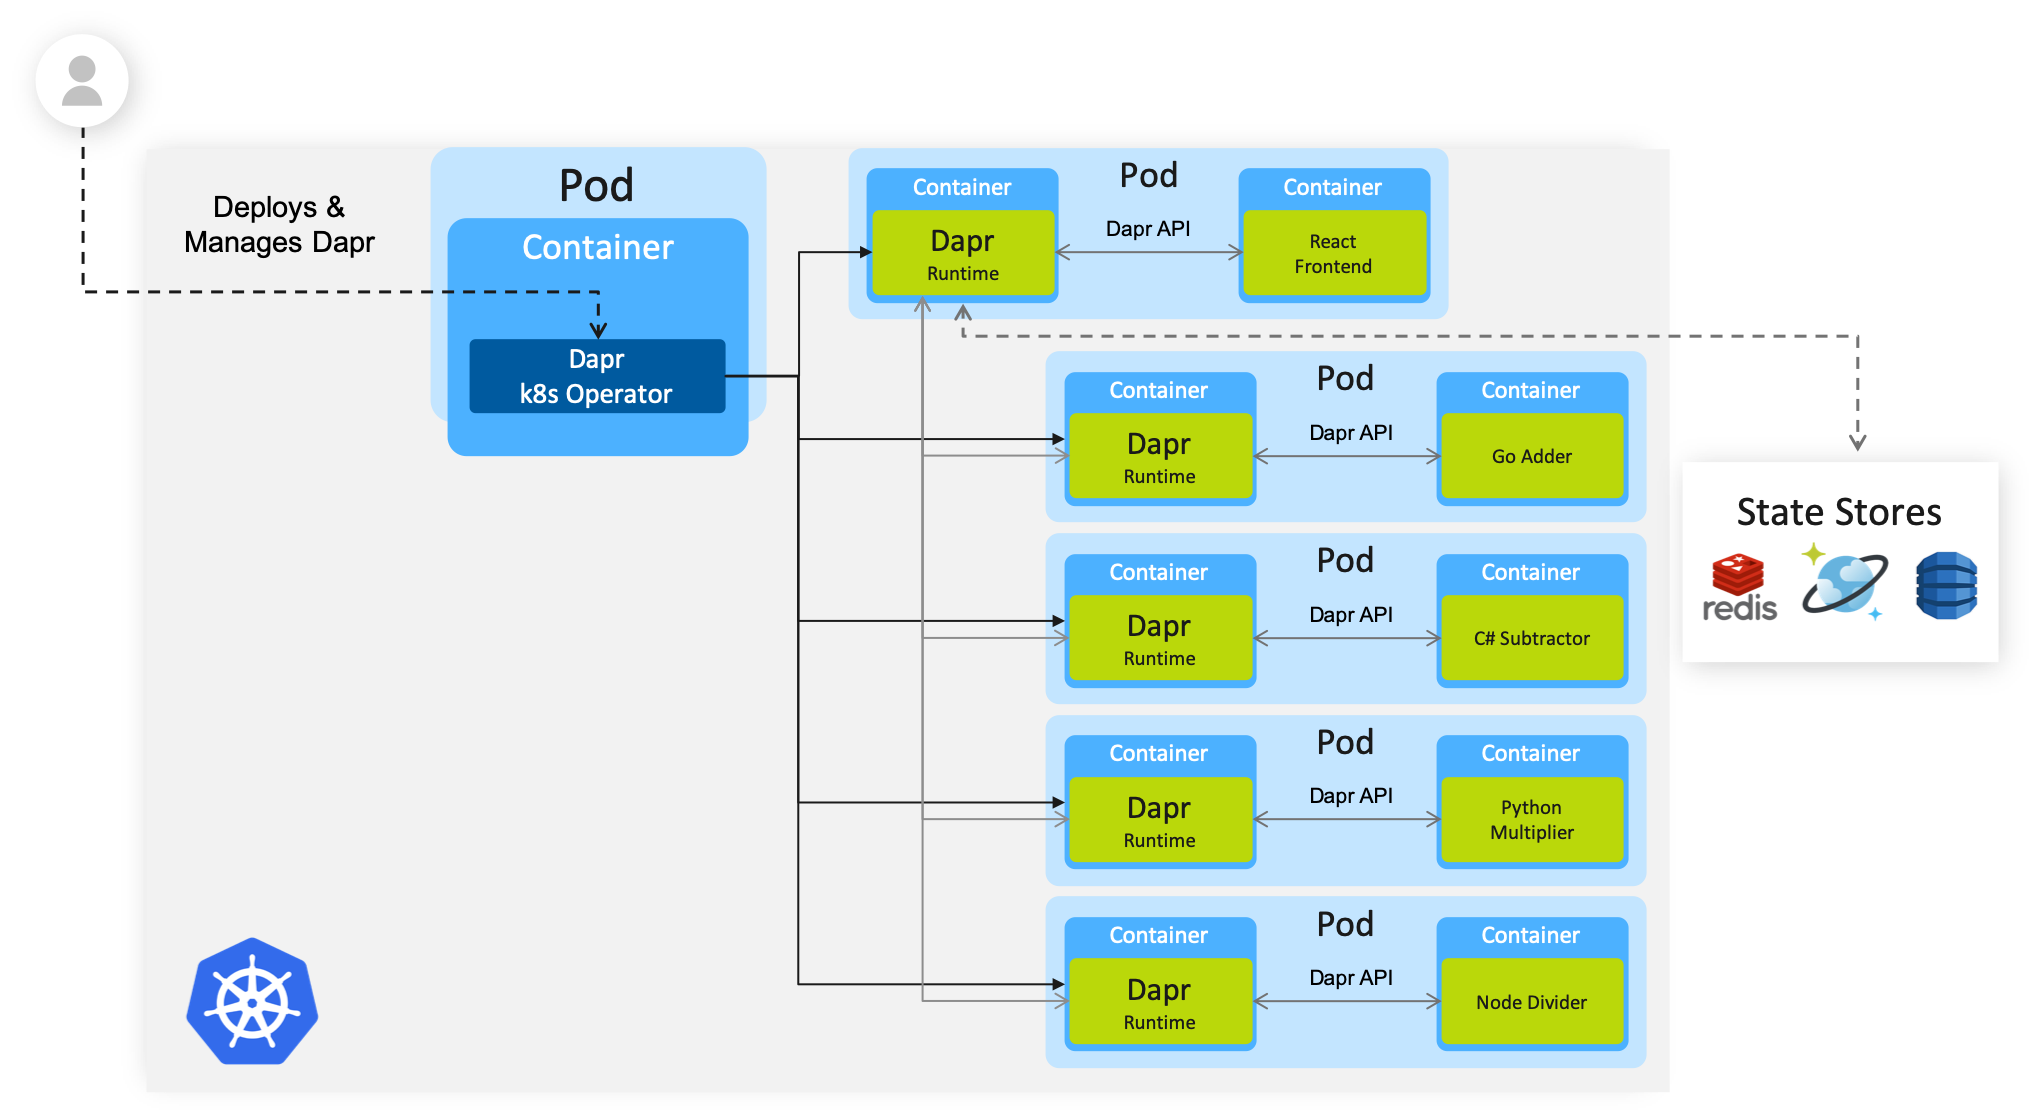 Deploys &
Manages Dapr
Pod
Container
Dapr
k8s Operator
Pod
Container
Dapr
Runtime
Dapr API
Container
React
Frontend
Pod
Container
Dapr
Runtime
Dapr API
Container
Go Adder
Pod
Container
Dapr
Runtime
Dapr API
Container
C# Subtractor
Pod
Container
Dapr
Runtime
Dapr API
Container
Python
Multiplier
Pod
Container
Dapr
Runtime
Dapr API
Container
Node Divider
State Stores
redis